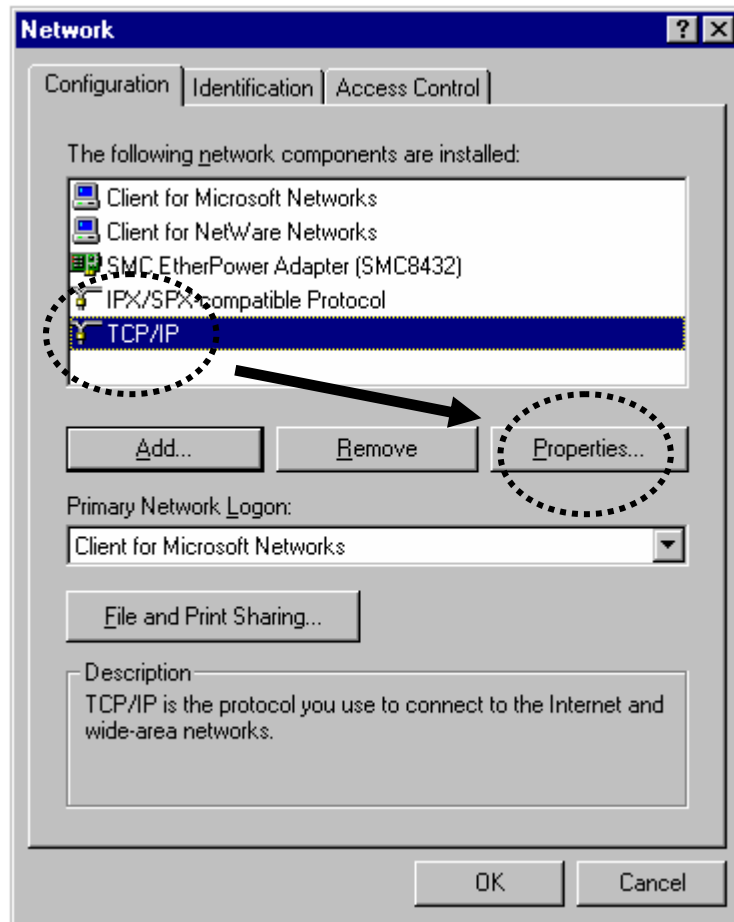 Network
Configuration Identification Access Control
The following network components are installed:
Client for Microsoft Networks
Client for NetWare Networks
SMC EtherPower Adapter (SMC8432)
IPX/SPX-compatible Protocol
TCP/IP
Add... Remove Properties...
Primary Network Logon:
Client for Microsoft Networks
File and Print Sharing...
Description
TCP/IP is the protocol you use to connect to the Internet and
wide-area networks.
OK Cancel